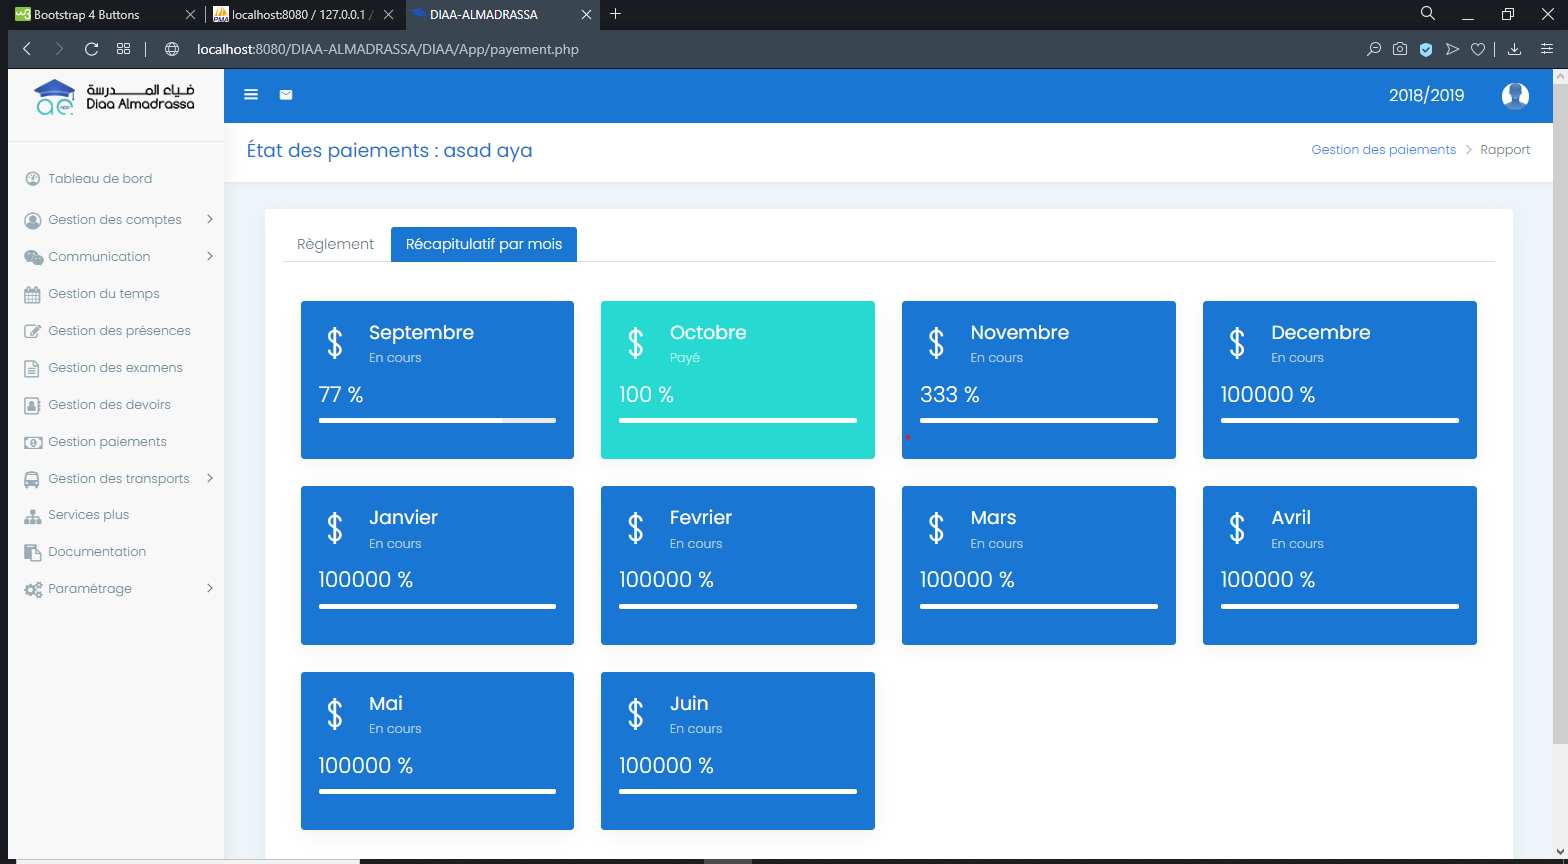 Bootstrap 4 Buttons
localhost:8080 / 127.0.0.1 /
DIAA-ALMADRASSA
localhost:8080/DIAA-ALMADRASSA/DIAA/App/payement.php
ضياء المـــدرسة
Diaa Almadrassa
2018/2019
État des paiements : asad aya
Gestion des paiements > Rapport
Tableau de bord
Gestion des comptes
Communication
Gestion du temps
Gestion des présences
Gestion des examens
Gestion des devoirs
Gestion paiements
Gestion des transports
Services plus
Documentation
Paramétrage
Règlement
Récapitulatif par mois
$ Septembre
En cours
77 %
$ Octobre
Payé
100 %
$ Novembre
En cours
333 %
$ Decembre
En cours
100000 %
$ Janvier
En cours
100000 %
$ Fevrier
En cours
100000 %
$ Mars
En cours
100000 %
$ Avril
En cours
100000 %
$ Mai
En cours
100000 %
$ Juin
En cours
100000 %